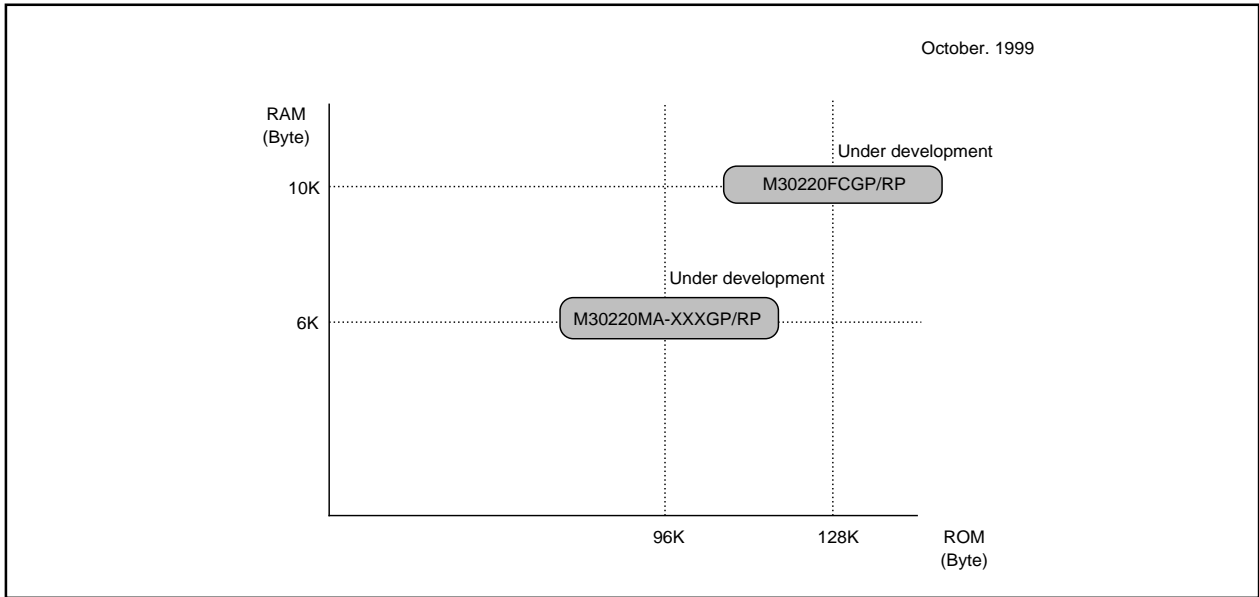 October. 1999
RAM
(Byte)
Under development
10K
M30220FCGP/RP
Under development
6K
M30220MA-XXXGP/RP
96K
128K
ROM
(Byte)